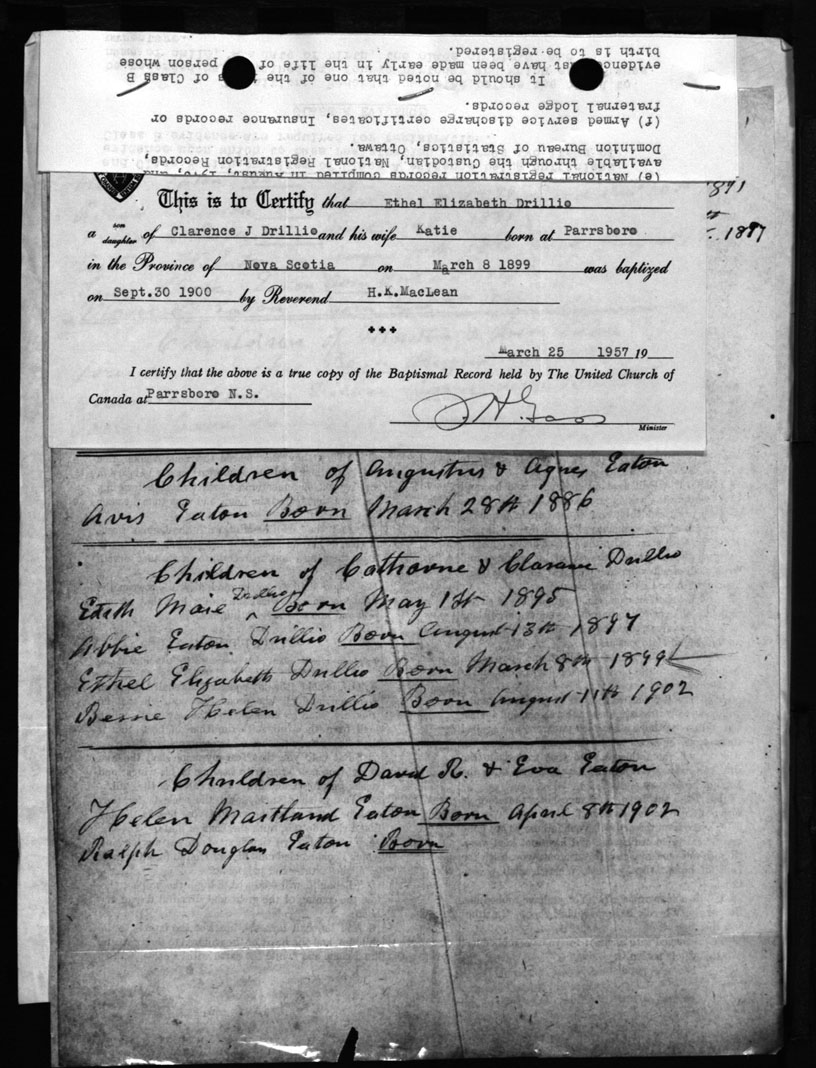 (e) National registration records compiled in August,
available through the Custodian, National Registration Records,
Dominion Bureau of Statistics, Ottawa.
(f) Armed service discharge certificates, Insurance records, or
fraternal lodge records.
It should be noted that one of the of Class B
evidence must have been made early in the life of person whose
birth is to be registered.
This is to Certify that Ethel Elizabeth Drillio
a son daughter of Clarence J Drillio and his wife Katie born at Parrsboro
in the Province of Nova Scotia on March 8 1899 was baptized
on Sept.30 1900 by Reverend H.K.MacLean
March 25 1957 19
I certify that the above is a true copy of the Baptismal Record held by The United Church of
Canada at Parrsboro N.S.
Minister
1897
Children of Augustus & Agnes Eaton
Avis Eaton Born March 28th 1886
Children of Catharine & Clarance Drillio
Edith Maie Drillio Born May 1st 1895
Abbie Eaton Drillio Born August 13th 1897
Ethel Elizabeth Drillio Born March 8th 1899
Bessie Helen Drillio Born August 11th 1902
Children of David R. & Eva Eaton
Helen Maitland Eaton Born April 8th 1902
Ralph Douglas Eaton Born